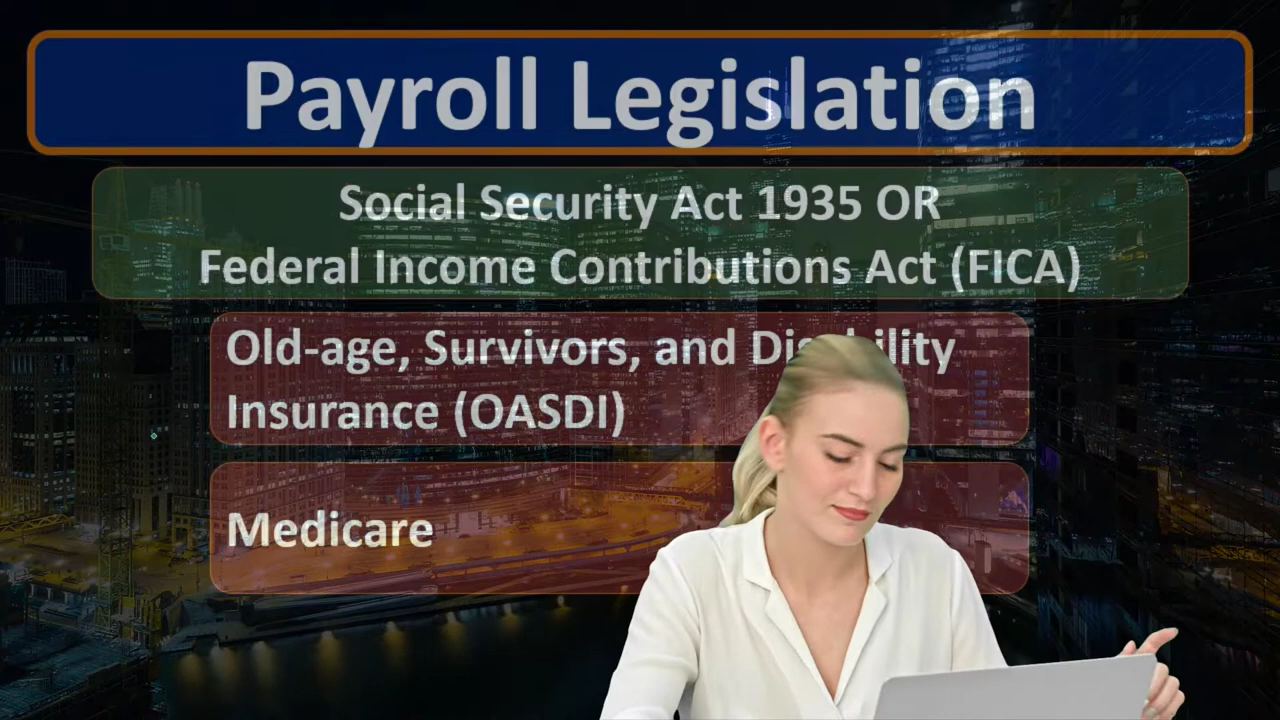 Payroll Legislation
Social Security Act 1935 OR
Federal Income Contributions Act (FICA)
Old-age, Survivors, and Disability
Insurance (OASDI)
Medicare